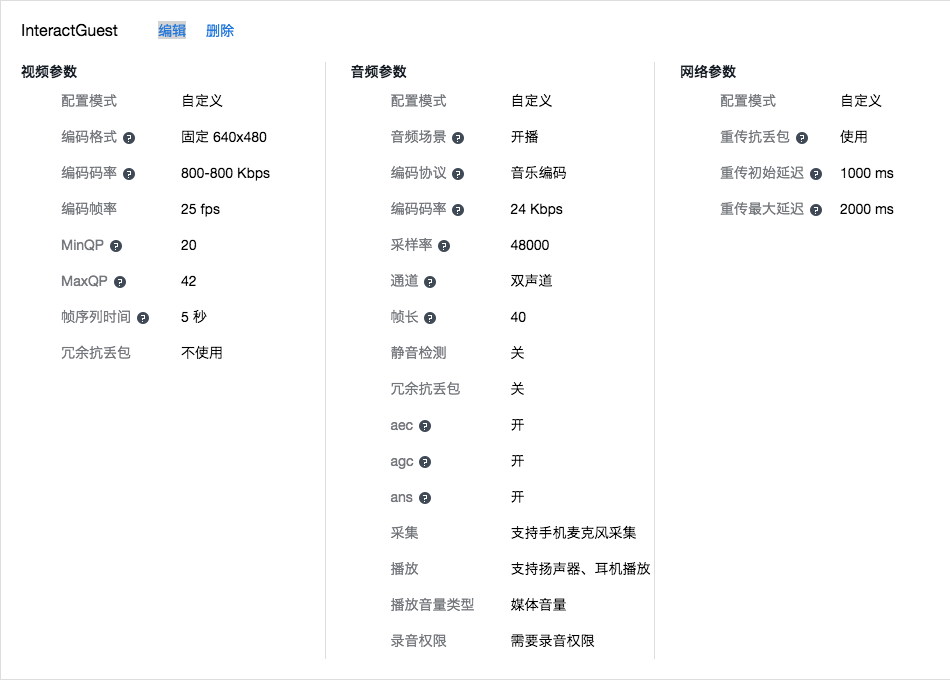 InteractGuest 编辑 删除
视频参数
配置模式 自定义
编码格式 ? 固定 640x480
编码码率 ? 800-800 Kbps
编码帧率 25 fps
MinQP ? 20
MaxQP ? 42
帧序列时间 ? 5 秒
冗余抗丢包 不使用
音频参数
配置模式 自定义
音频场景 ? 开播
编码协议 ? 音乐编码
编码码率 ? 24 Kbps
采样率 ? 48000
通道 ? 双声道
帧长 ? 40
静音检测 关
冗余抗丢包 关
aec ? 开
agc ? 开
ans ? 开
采集 支持手机麦克风采集
播放 支持扬声器、耳机播放
播放音量类型 媒体音量
录音权限 需要录音权限
网络参数
配置模式 自定义
重传抗丢包 ? 使用
重传初始延迟 ? 1000 ms
重传最大延迟 ? 2000 ms